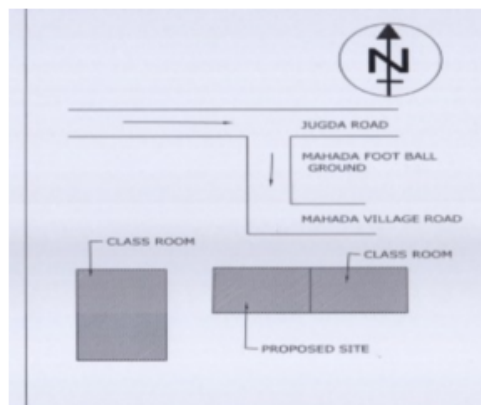 N
JUGDA ROAD
MAHADA FOOT BALL
GROUND
MAHADA VILLAGE ROAD
CLASS ROOM
CLASS ROOM
PROPOSED SITE